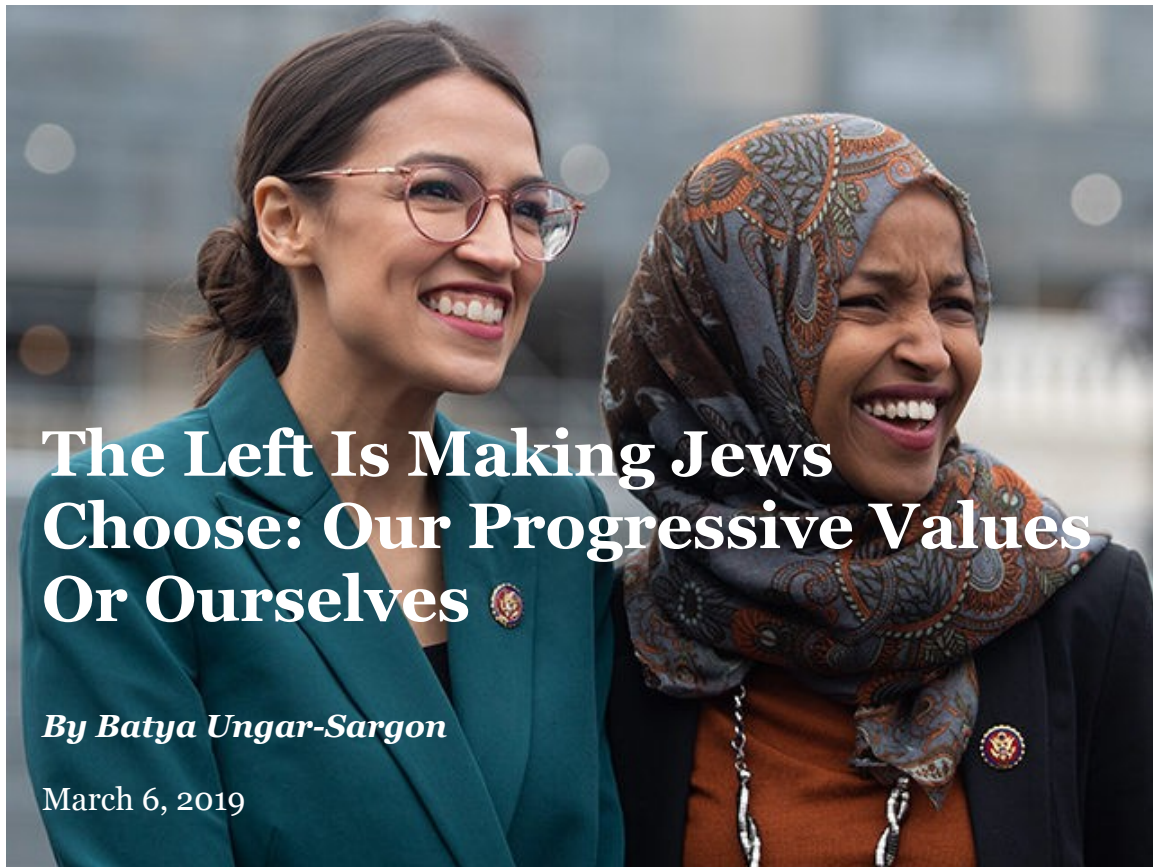 The Left Is Making Jews
Choose: Our Progressive Values
Or Ourselves
By Batya Ungar-Sargon
March 6, 2019